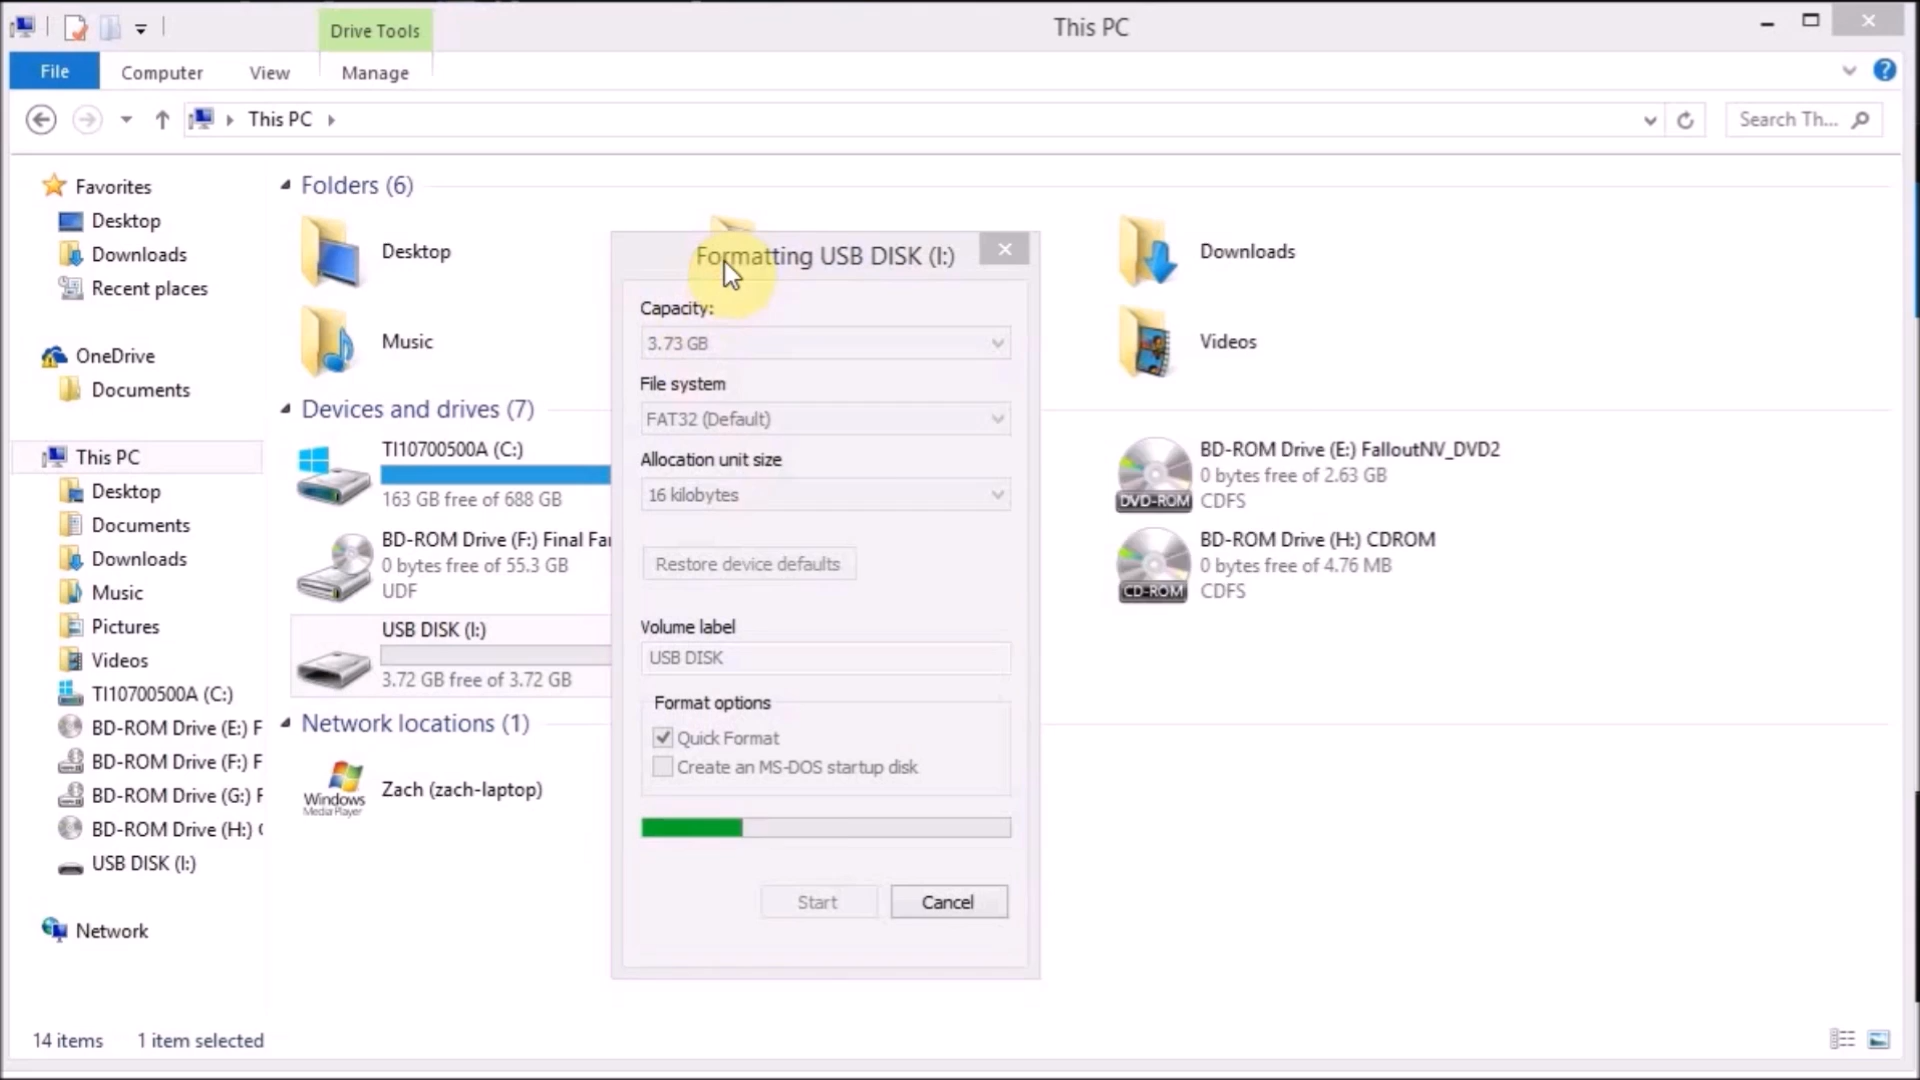 Drive Tools
This PC
File
Computer
View
Manage
This PC
Search Th...
Favorites
Desktop
Downloads
Recent places
OneDrive
Documents
This PC
Desktop
Documents
Downloads
Music
Pictures
Videos
TI10700500A (C:)
BD-ROM Drive (E:) F
BD-ROM Drive (F:) F
BD-ROM Drive (G:) F
BD-ROM Drive (H:) C
USB DISK (I:)
Network
Folders (6)
Desktop
Downloads
Music
Videos
Devices and drives (7)
TI10700500A (C:)
163 GB free of 688 GB
BD-ROM Drive (E:) FalloutNV_DVD2
0 bytes free of 2.63 GB
CDFS
DVD-ROM
BD-ROM Drive (F:) Final Fa
0 bytes free of 55.3 GB
UDF
BD-ROM Drive (H:) CDROM
0 bytes free of 4.76 MB
CDFS
CD-ROM
USB DISK (I:)
3.72 GB free of 3.72 GB
Network locations (1)
Windows
Media Player
Zach (zach-laptop)
Formatting USB DISK (I:)
Capacity:
3.73 GB
File system
FAT32 (Default)
Allocation unit size
16 kilobytes
Restore device defaults
Volume label
USB DISK
Format options
Quick Format
Create an MS-DOS startup disk
Start
Cancel
14 items
1 item selected